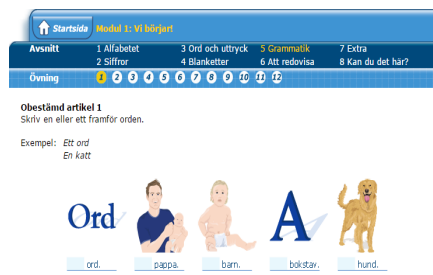 Startsida Modul 1: Vi börjar!
Avsnitt 1 Alfabetet 3 Ord och uttryck 5 Grammatik 7 Extra
2 Siffror 4 Blanketter 6 Att redovisa 8 Kan du det här?
Övning 1 2 3 4 5 6 7 8 9 10 11 12
Obestämd artikel 1
Skriv en eller ett framför orden.
Exempel: Ett ord
En katt
Ord A
ord. pappa. barn. bokstav. hund.